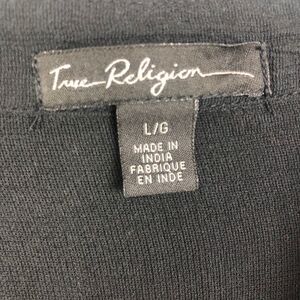 True Religion
L/G
MADE IN
INDIA
FABRIQUE
EN INDE